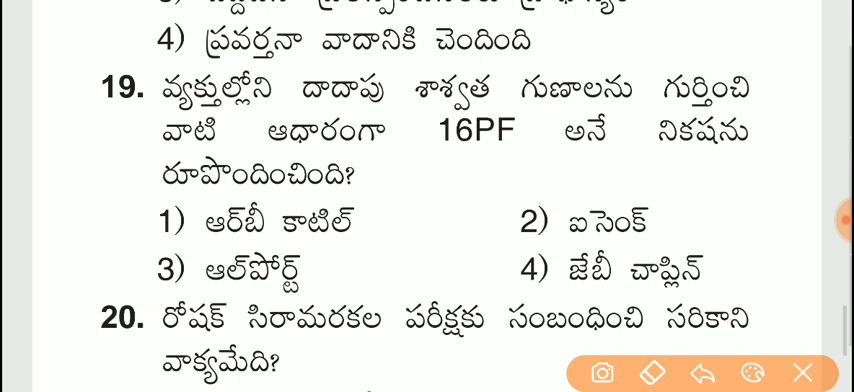 4) ప్రవర్తనా వాదానికి చెందింది
19. వ్యక్తుల్లోని దాదాపు శాశ్వత గుణాలను గుర్తించి
వాటి ఆధారంగా 16PF అనే నికషను
రూపొందించింది?
1) ఆర్‌బీ కాటిల్ 2) ఐసెంక్
3) ఆల్‌పోర్ట్ 4) జేబీ చాప్లిన్
20. రోషక్ సిరామరకల పరీక్షకు సంబంధించి సరికాని
వాక్యమేది?